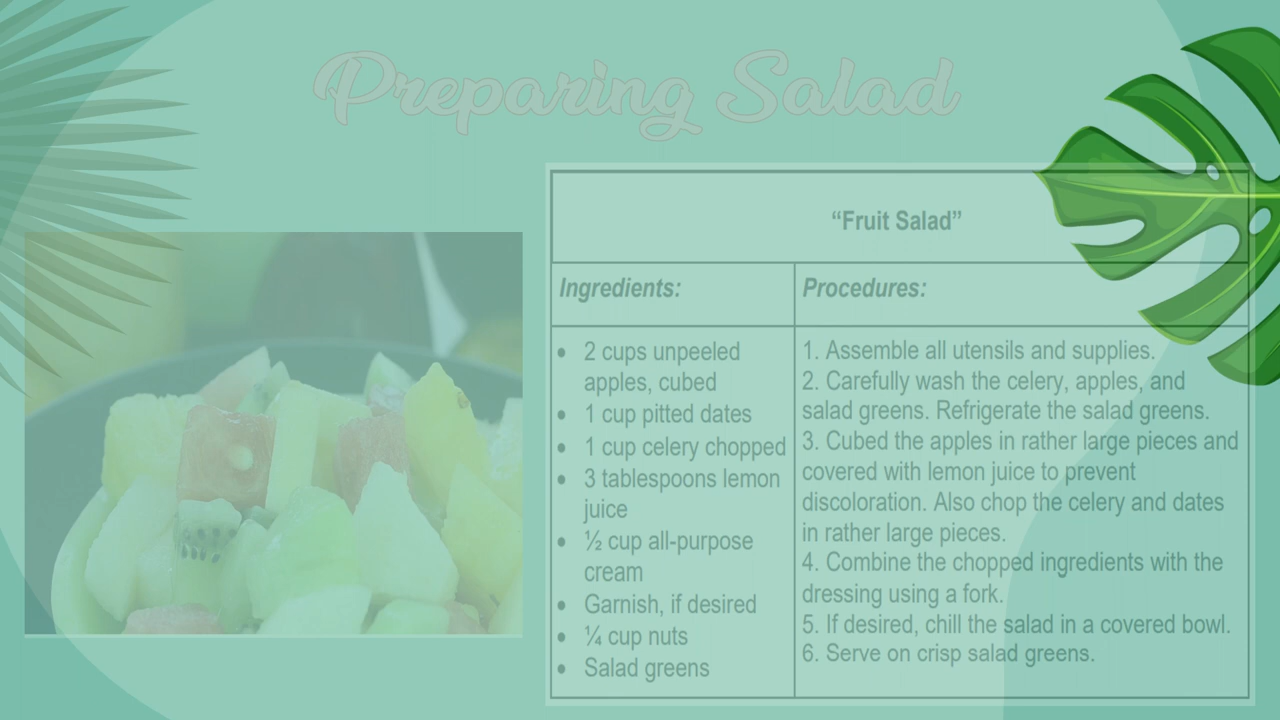 Preparing Salad
“Fruit Salad”
Ingredients:
• 2 cups unpeeled
apples, cubed
• 1 cup pitted dates
• 1 cup celery chopped
• 3 tablespoons lemon
juice
• ½ cup all-purpose
cream
• Garnish, if desired
• ¼ cup nuts
• Salad greens
Procedures:
1. Assemble all utensils and supplies.
2. Carefully wash the celery, apples, and
salad greens. Refrigerate the salad greens.
3. Cubed the apples in rather large pieces and
covered with lemon juice to prevent
discoloration. Also chop the celery and dates
in rather large pieces.
4. Combine the chopped ingredients with the
dressing using a fork.
5. If desired, chill the salad in a covered bowl.
6. Serve on crisp salad greens.